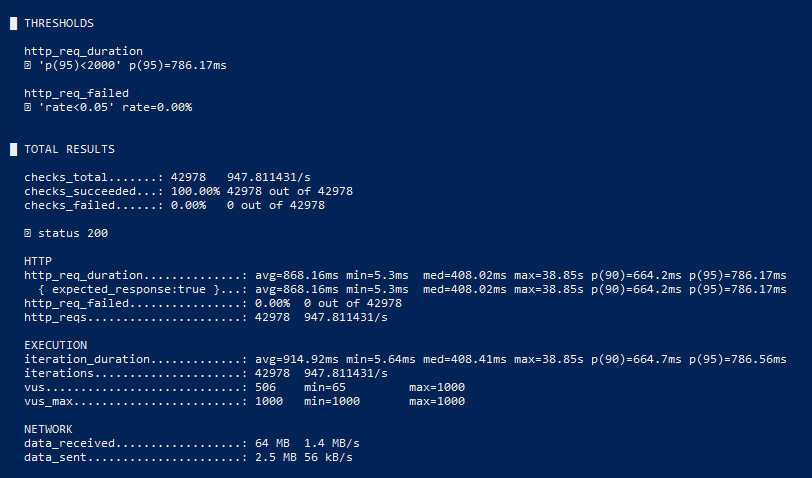 THRESHOLDS
http_req_duration
'p(95)<2000' p(95)=786.17ms
http_req_failed
'rate<0.05' rate=0.00%
TOTAL RESULTS
checks_total.......: 42978   947.811431/s
checks_succeeded...: 100.00% 42978 out of 42978
checks_failed......: 0.00%   0 out of 42978
status 200
HTTP
http_req_duration..............: avg=868.16ms min=5.3ms  med=408.02ms max=38.85s p(90)=664.2ms p(95)=786.17ms
{ expected_response:true }...: avg=868.16ms min=5.3ms  med=408.02ms max=38.85s p(90)=664.2ms p(95)=786.17ms
http_req_failed................: 0.00%  0 out of 42978
http_reqs......................: 42978  947.811431/s
EXECUTION
iteration_duration.............: avg=914.92ms min=5.64ms med=408.41ms max=38.85s p(90)=664.7ms p(95)=786.56ms
iterations.....................: 42978  947.811431/s
vus............................: 506    min=65         max=1000
vus_max........................: 1000   min=1000       max=1000
NETWORK
data_received..................: 64 MB  1.4 MB/s
data_sent......................: 2.5 MB 56 kB/s